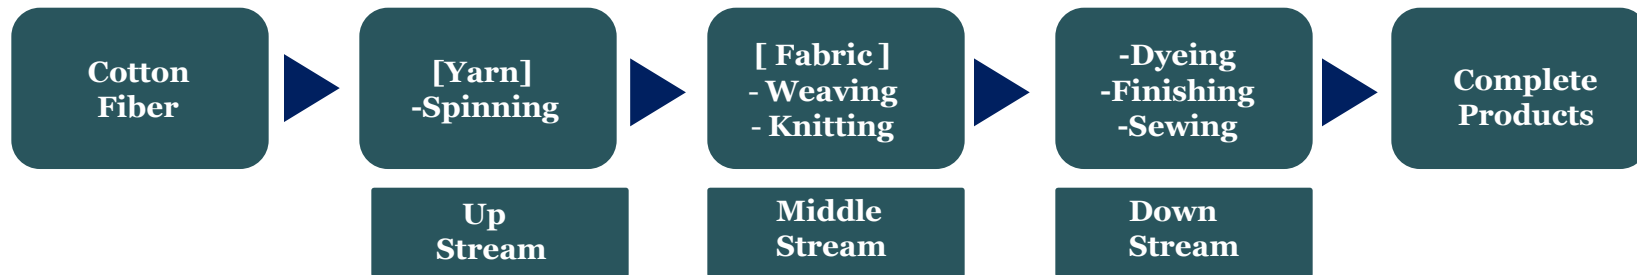 Cotton
Fiber
[Yarn]
-Spinning
[ Fabric ]
- Weaving
- Knitting
-Dyeing
-Finishing
-Sewing
Complete
Products
Up
Stream
Middle
Stream
Down
Stream